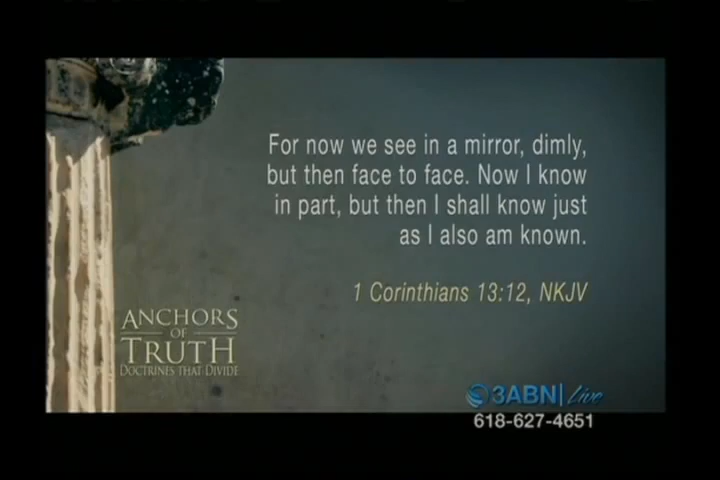 For now we see in a mirror, dimly,
but then face to face. Now I know
in part, but then I shall know just
as I also am known.
1 Corinthians 13:12, NKJV
ANCHORS
OF
TRUTH
DOCTRINES THAT DIVIDE
3ABN Live
618-627-4651